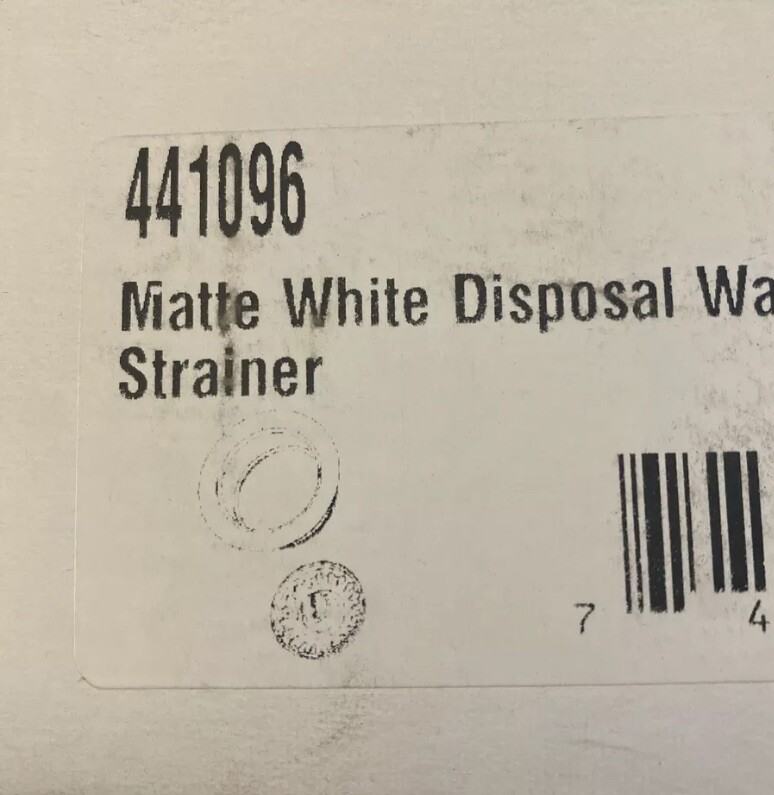 441096
Matte White Disposal Wa
Strainer
7 4